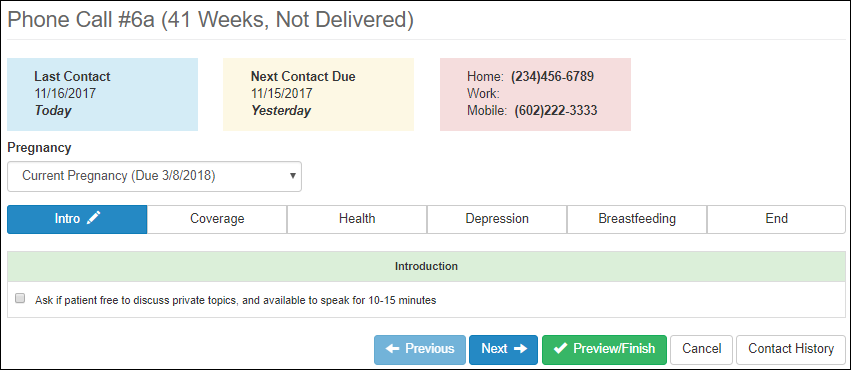 Phone Call #6a (41 Weeks, Not Delivered)
Last Contact
11/16/2017
Today
Next Contact Due
11/15/2017
Yesterday
Home: (234)456-6789
Work:
Mobile: (602)222-3333
Pregnancy
Current Pregnancy (Due 3/8/2018)
Intro Coverage Health Depression Breastfeeding End
Introduction
Ask if patient free to discuss private topics, and available to speak for 10-15 minutes
Previous Next Preview/Finish Cancel Contact History